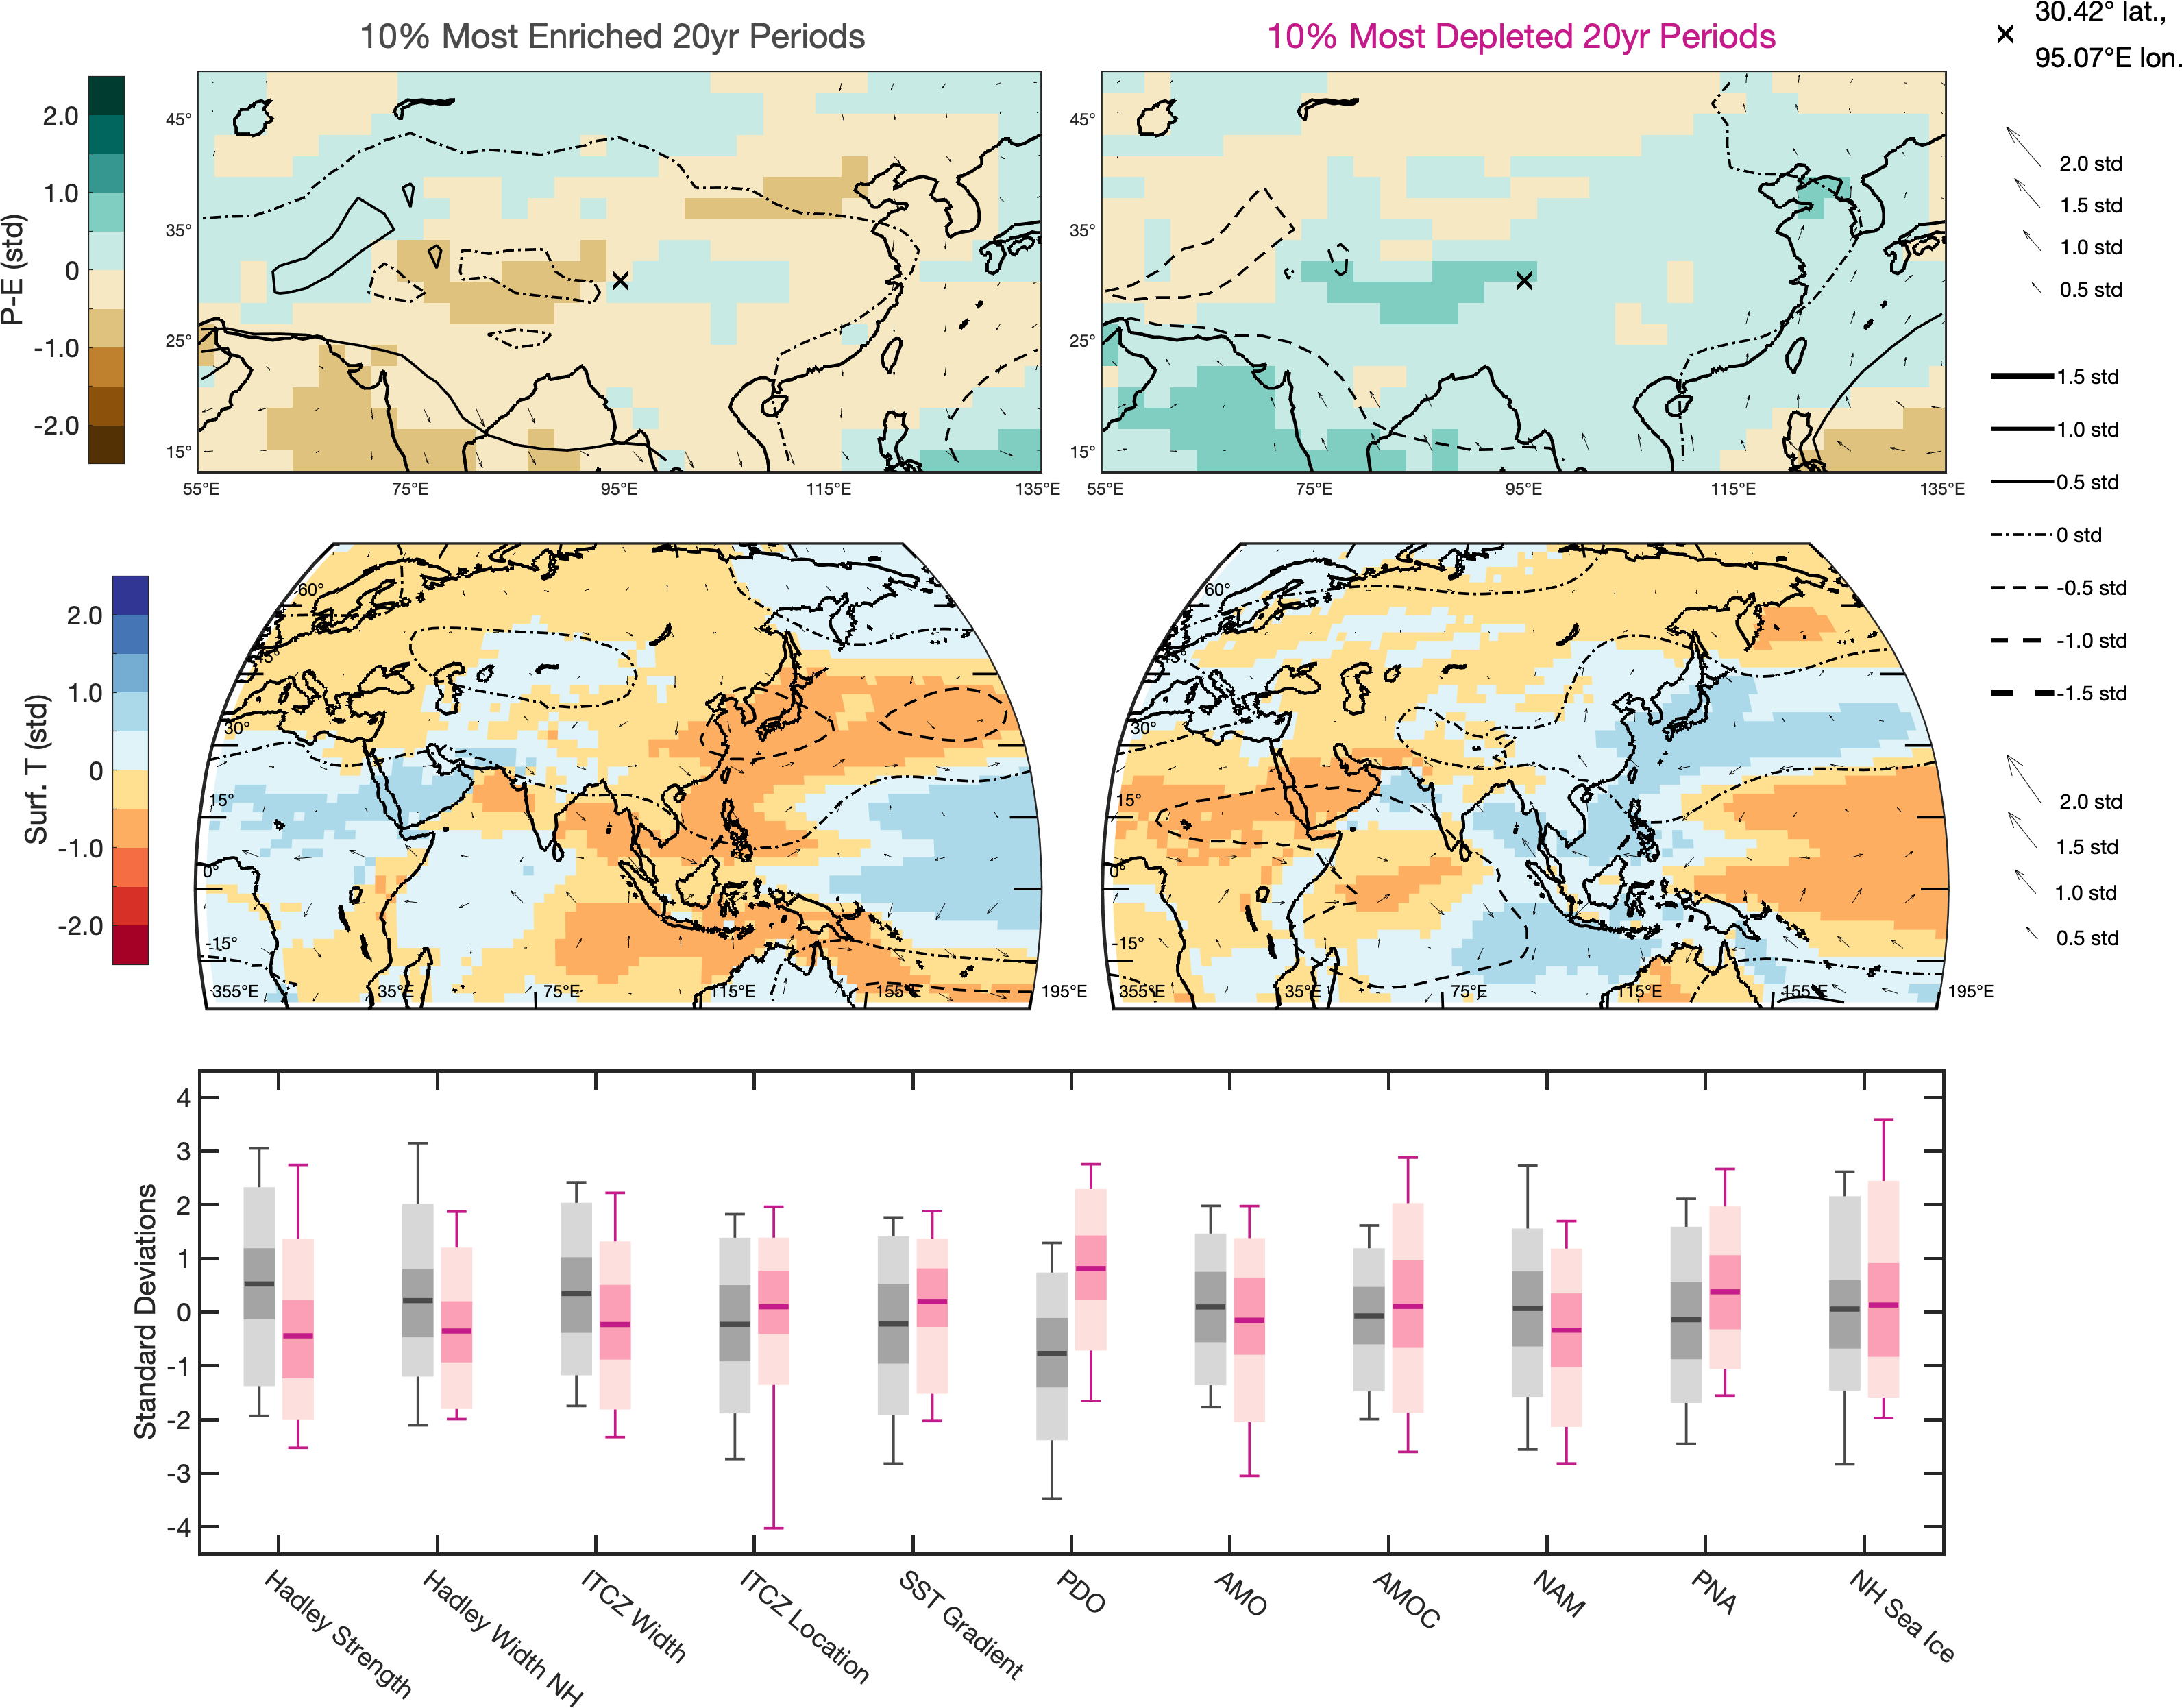 10% Most Enriched 20yr Periods
10% Most Depleted 20yr Periods
30.42° lat.,
95.07°E lon.
P-E (std)
2.0
1.0
0
-1.0
-2.0
45°
35°
25°
15°
55°E
75°E
95°E
115°E
135°E
45°
35°
25°
15°
55°E
75°E
95°E
115°E
135°E
2.0 std
1.5 std
1.0 std
0.5 std
1.5 std
1.0 std
0.5 std
0 std
-0.5 std
-1.0 std
-1.5 std
Surf. T (std)
2.0
1.0
0
-1.0
-2.0
60°
45°
30°
15°
0°
-15°
355°E
35°E
75°E
115°E
155°E
195°E
60°
45°
30°
15°
0°
-15°
355°E
35°E
75°E
115°E
155°E
195°E
2.0 std
1.5 std
1.0 std
0.5 std
Standard Deviations
4
3
2
1
0
-1
-2
-3
-4
Hadley Strength
Hadley Width NH
ITCZ Width
ITCZ Location
SST Gradient
PDO
AMO
AMOC
NAM
PNA
NH Sea Ice